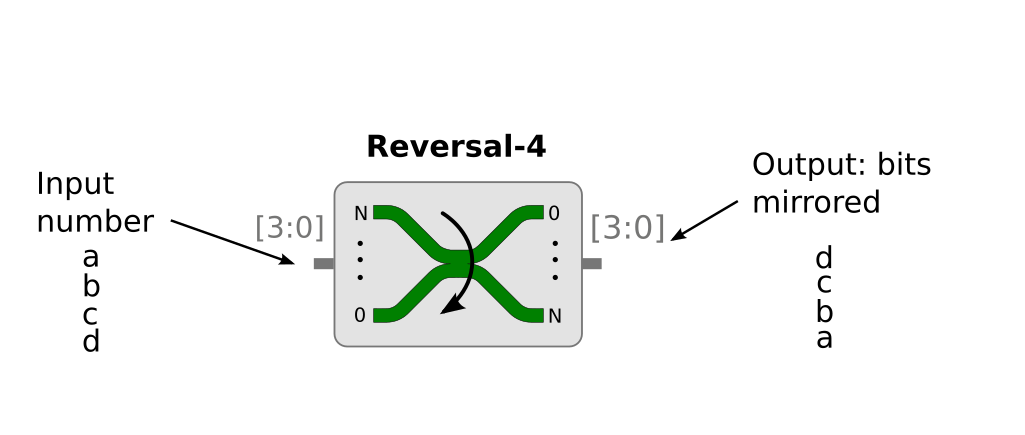 Reversal-4
Input
number
a
b
c
d
[3:0]
N
0
0
N
[3:0]
Output: bits
mirrored
d
c
b
a